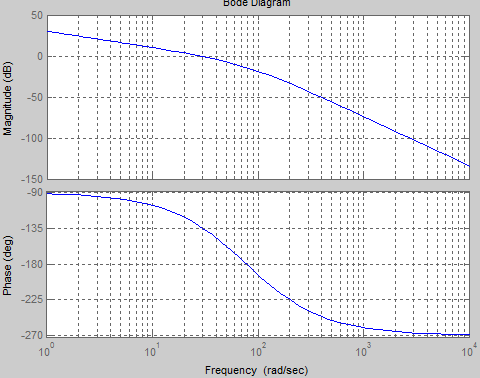 Bode Diagram
50
0
-50
-100
-150
Magnitude (dB)
-90
-135
-180
-225
-270
Phase (deg)
10^0 10^1 10^2 10^3 10^4
Frequency (rad/sec)